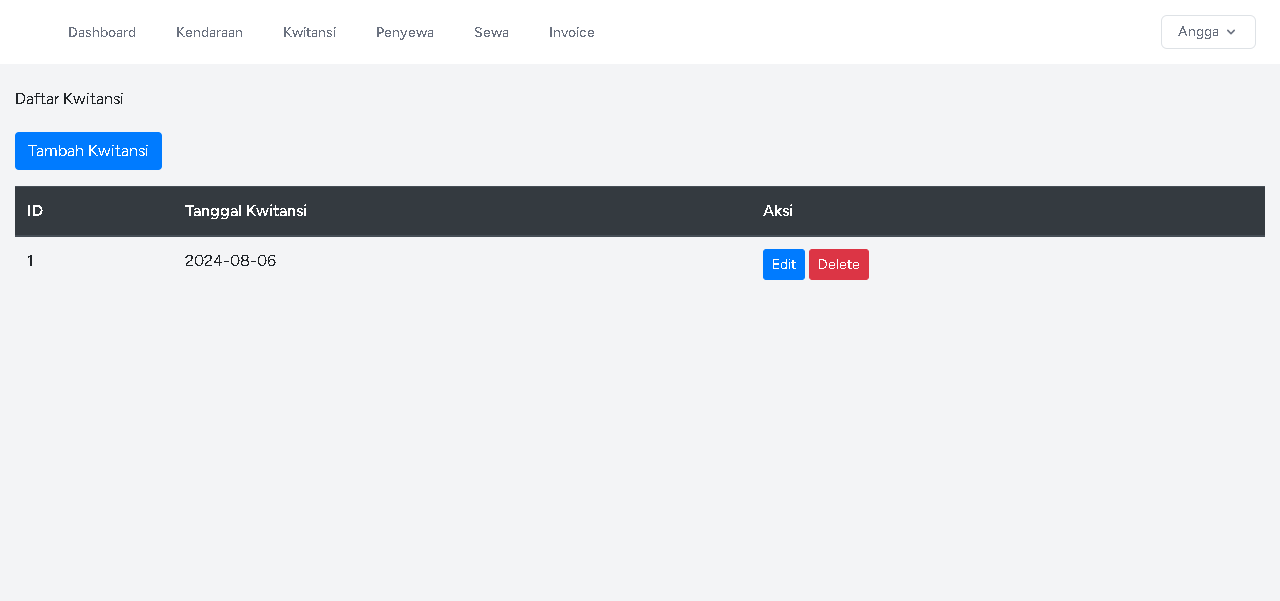 Dashboard Kendaraan Kwitansi Penyewa Sewa Invoice Angga
Daftar Kwitansi
Tambah Kwitansi
ID Tanggal Kwitansi Aksi
1 2024-08-06 Edit Delete